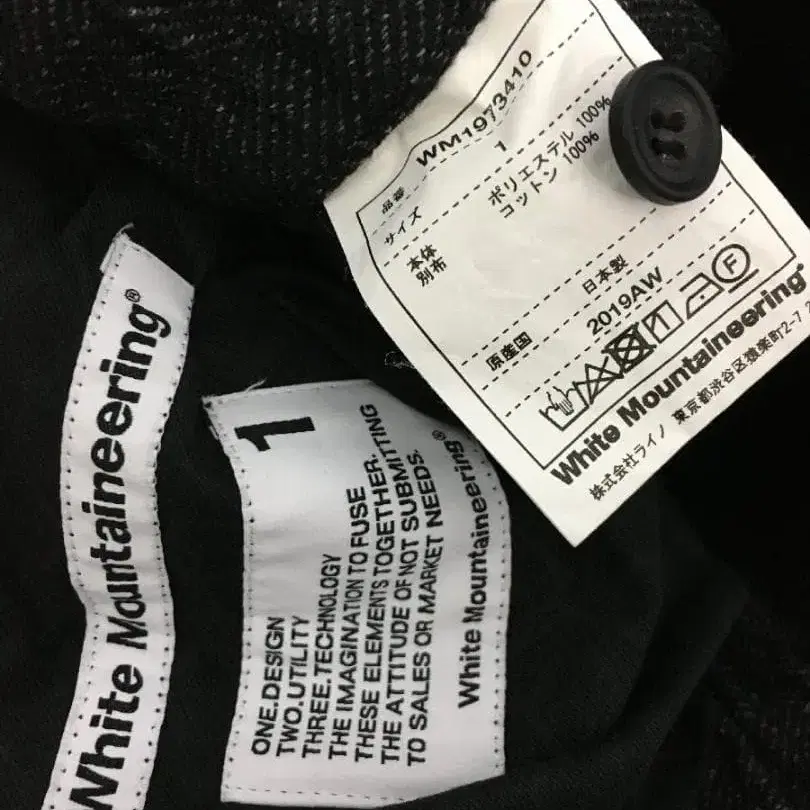 White Mountaineering®
1
ONE.DESIGN
TWO.UTILITY
THREE.TECHNOLOGY
THE IMAGINATION TO FUSE
THESE ELEMENTS TOGETHER.
THE ATTITUDE OF NOT SUBMITTING
TO SALES OR MARKET NEEDS.
White Mountaineering®
品番 WM1973410
サイズ 1
本体 ポリエステル 100%
別布 コットン 100%
原産国 日本製
2019AW
F
White Mountaineering®
株式会社ライノ 東京都渋谷区猿楽町2-7